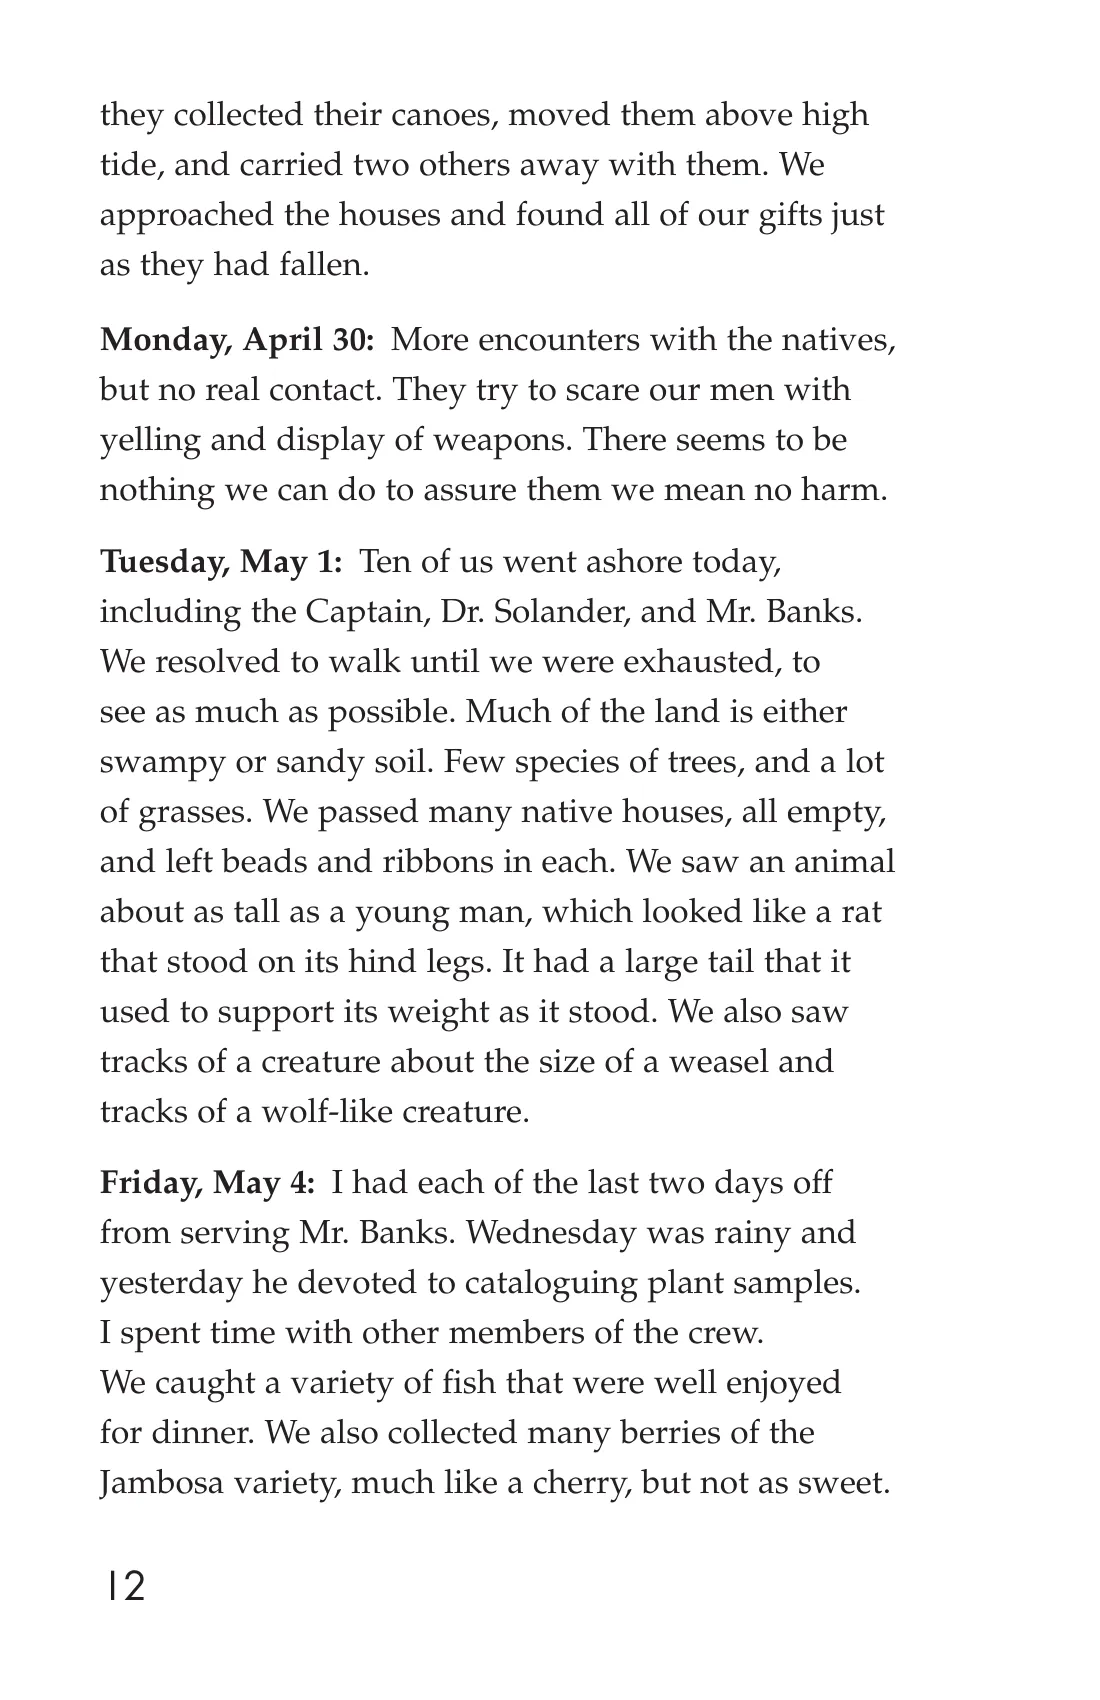 they collected their canoes, moved them above high
tide, and carried two others away with them. We
approached the houses and found all of our gifts just
as they had fallen.
Monday, April 30: More encounters with the natives,
but no real contact. They try to scare our men with
yelling and display of weapons. There seems to be
nothing we can do to assure them we mean no harm.
Tuesday, May 1: Ten of us went ashore today,
including the Captain, Dr. Solander, and Mr. Banks.
We resolved to walk until we were exhausted, to
see as much as possible. Much of the land is either
swampy or sandy soil. Few species of trees, and a lot
of grasses. We passed many native houses, all empty,
and left beads and ribbons in each. We saw an animal
about as tall as a young man, which looked like a rat
that stood on its hind legs. It had a large tail that it
used to support its weight as it stood. We also saw
tracks of a creature about the size of a weasel and
tracks of a wolf-like creature.
Friday, May 4: I had each of the last two days off
from serving Mr. Banks. Wednesday was rainy and
yesterday he devoted to cataloguing plant samples.
I spent time with other members of the crew.
We caught a variety of fish that were well enjoyed
for dinner. We also collected many berries of the
Jambosa variety, much like a cherry, but not as sweet.
12